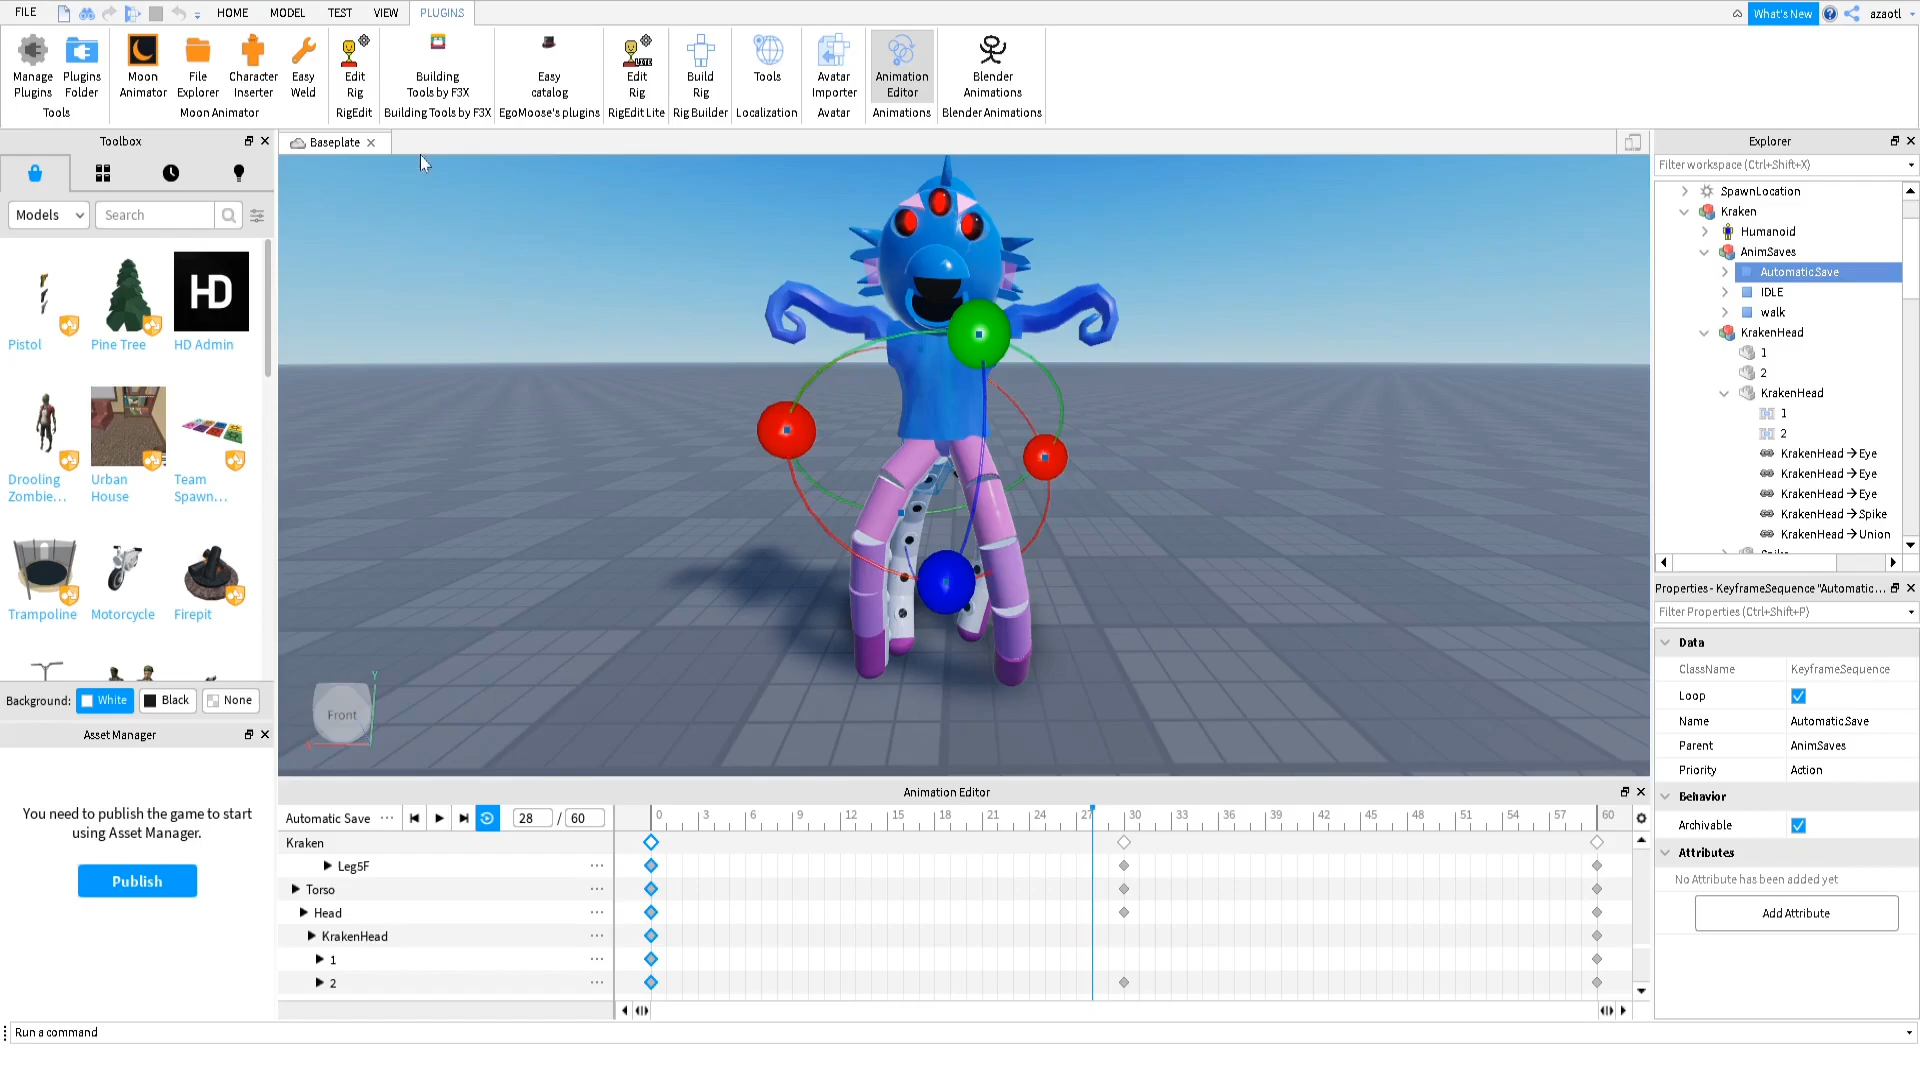 FILE HOME MODEL TEST VIEW PLUGINS What's New azaotl
Manage Plugins
Plugins Folder
Moon Animator
File Explorer
Character Inserter
Easy Weld
Edit Rig
Building Tools by F3X
Easy catalog
Edit Rig
LITE
Build Rig
Tools
Avatar Importer
Animation Editor
Blender Animations
Tools Moon Animator RigEdit Building Tools by F3X EgoMoose's plugins RigEdit Lite Rig Builder Localization Avatar Animations Blender Animations
Toolbox
Models Search
HD
Pistol Pine Tree HD Admin
Drooling Zombie...
Urban House
Team Spawn...
Trampoline Motorcycle Firepit
Background: White Black None
Asset Manager
You need to publish the game to start
using Asset Manager.
Publish
Baseplate
Front
Y
Explorer
Filter workspace (Ctrl+Shift+X)
SpawnLocation
Kraken
Humanoid
AnimSaves
Automatic Save
IDLE
walk
KrakenHead
1
2
KrakenHead
1
2
KrakenHead → Eye
KrakenHead → Eye
KrakenHead → Eye
KrakenHead → Spike
KrakenHead → Union
Properties - KeyframeSequence "Automatic...
Filter Properties (Ctrl+Shift+P)
Data
ClassName KeyframeSequence
Loop
Name Automatic Save
Parent AnimSaves
Priority Action
Behavior
Archivable
Attributes
No Attribute has been added yet
Add Attribute
Animation Editor
Automatic Save ... 28 / 60 0 3 6 9 12 15 18 21 24 27 30 33 36 39 42 45 48 51 54 57 60
Kraken
Leg5F ...
Torso ...
Head ...
KrakenHead ...
1 ...
2 ...
Run a command